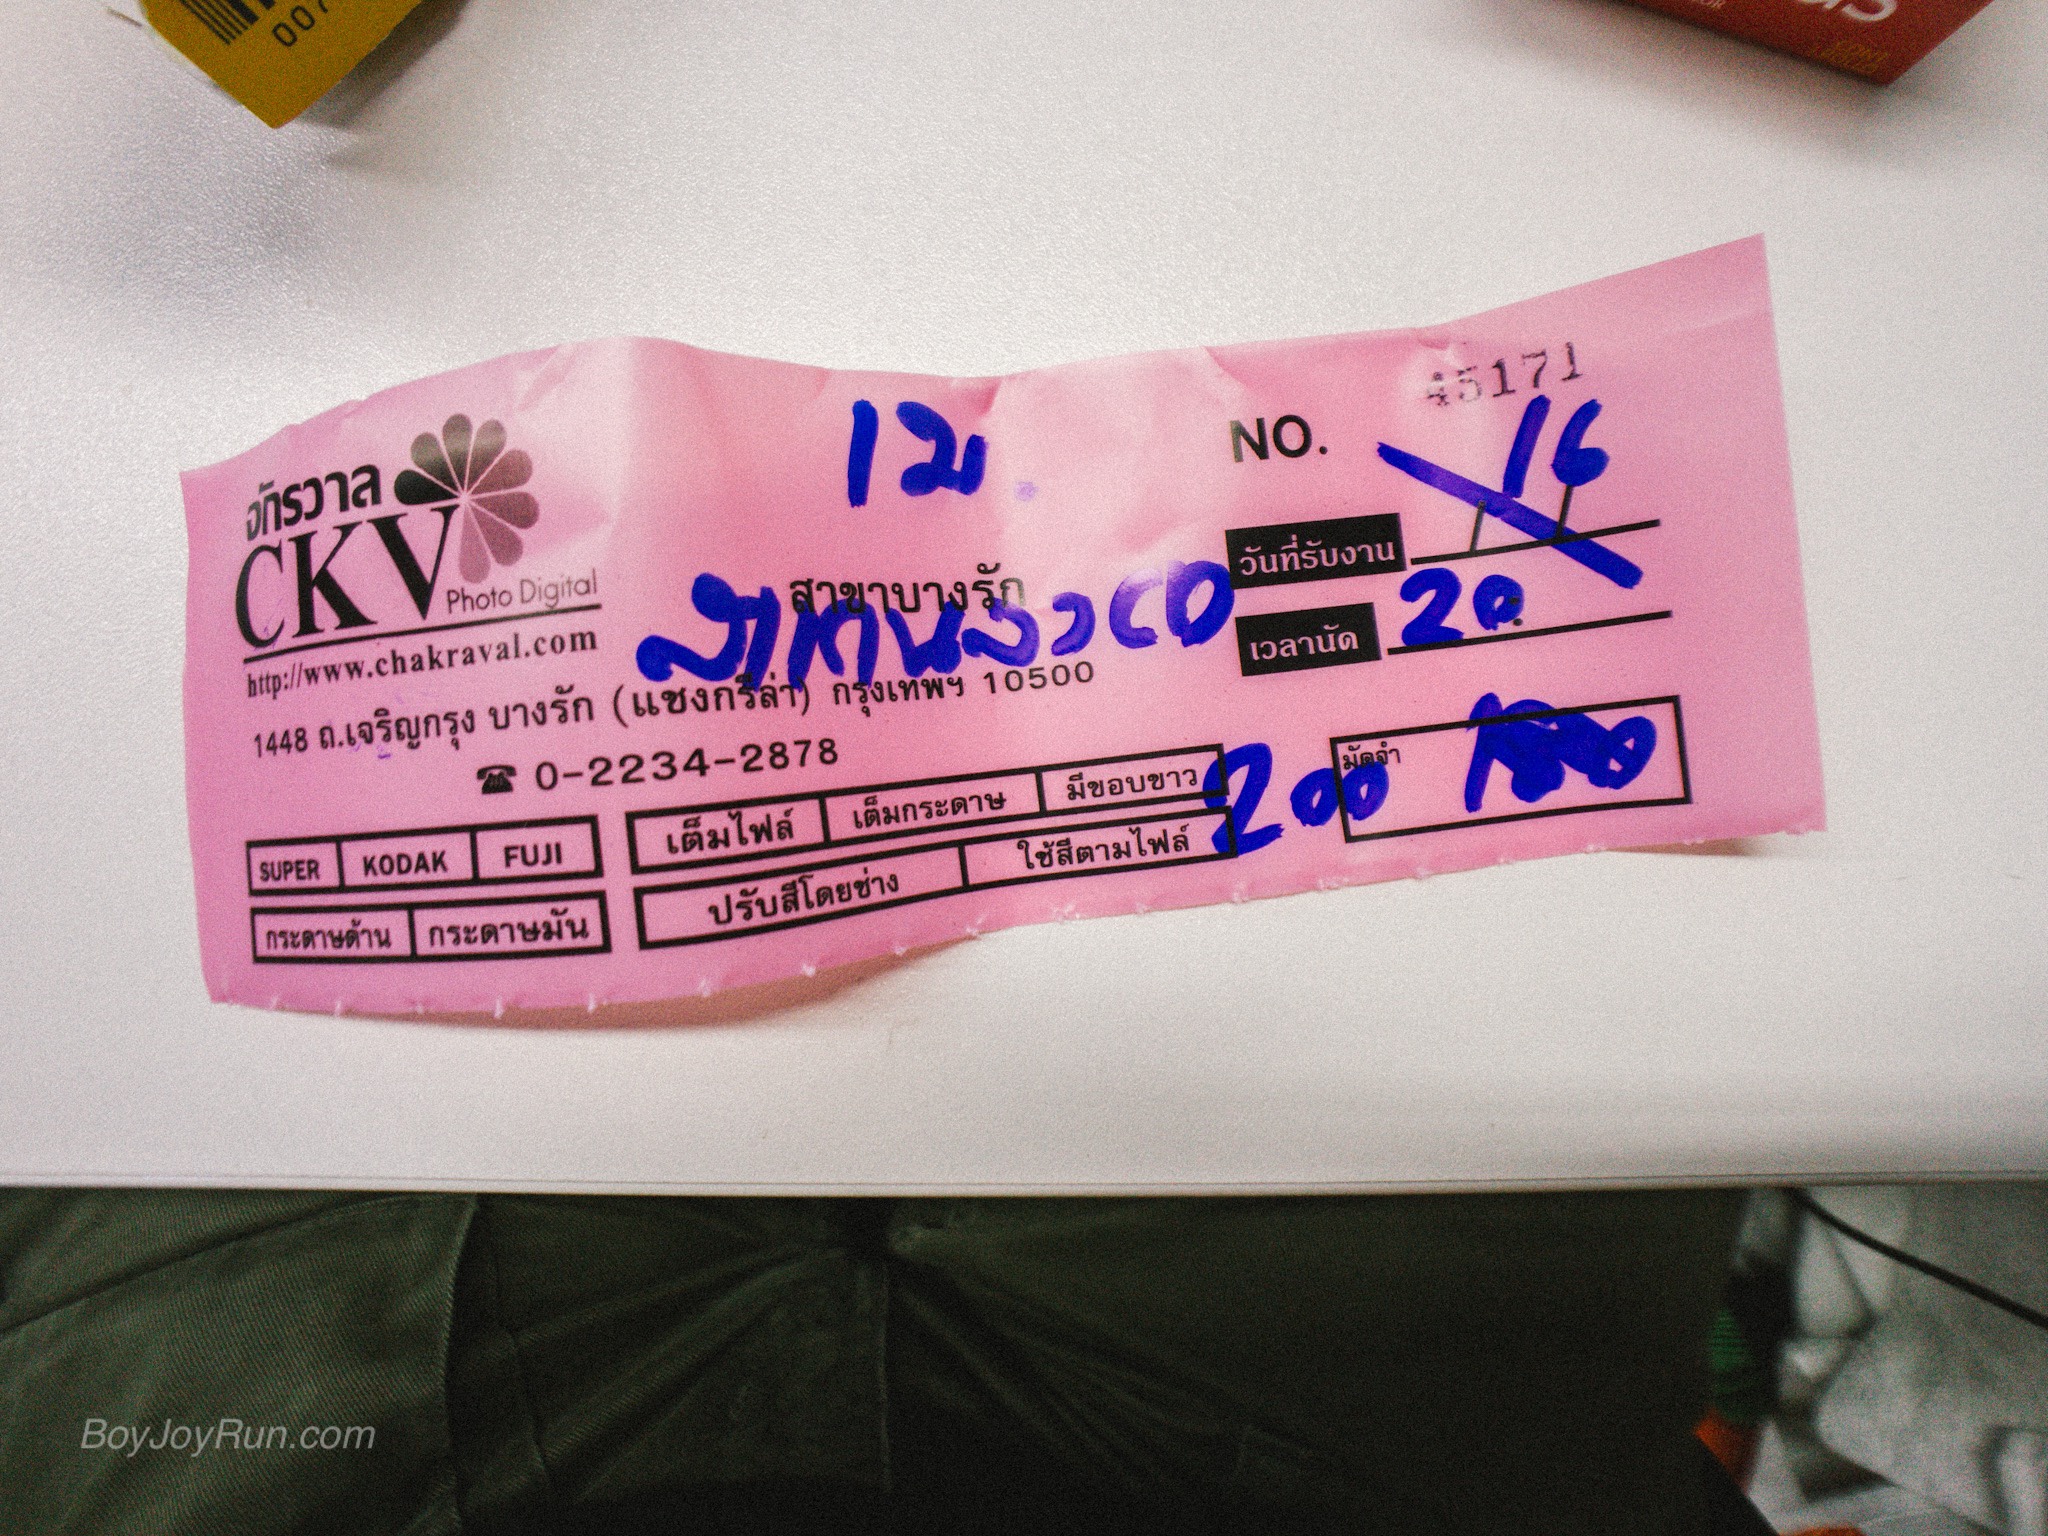 007
45171
NO. 16
จักรวาล
CKV
Photo Digital
http://www.chakraval.com
สาขาบางรัก
วันที่รับงาน
CD
เวลานัด 20.
1448 ถ.เจริญกรุง บางรัก (แชงกรีล่า) กรุงเทพฯ 10500
0-2234-2878
200 มัดจำ
SUPER KODAK FUJI
เต็มไฟล์ เต็มกระดาษ มีขอบขาว
กระดาษด้าน กระดาษมัน
ปรับสีโดยช่าง ใช้สีตามไฟล์
BoyJoyRun.com